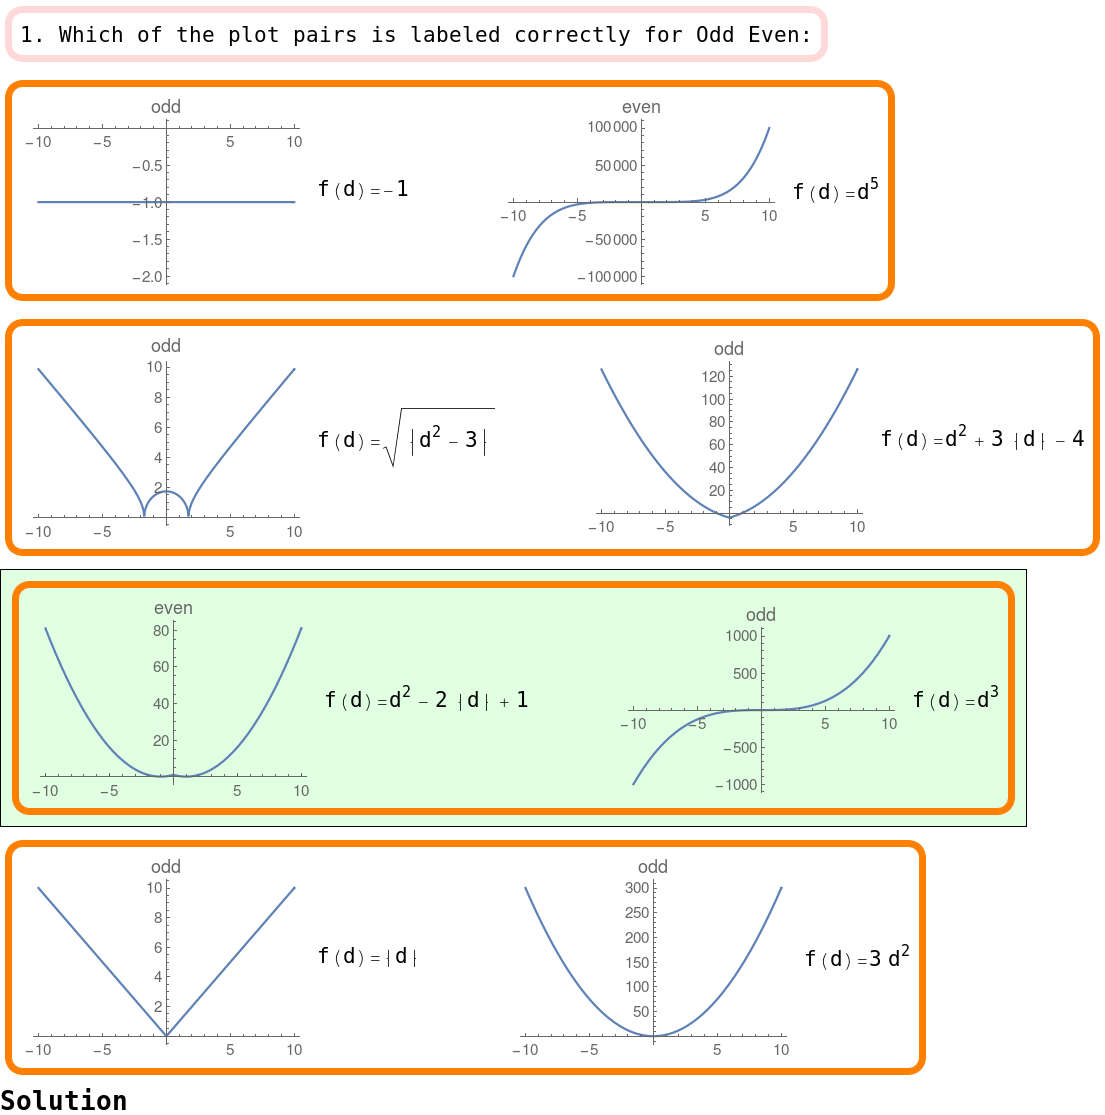 1. Which of the plot pairs is labeled correctly for Odd Even:
odd
even
-10 -5 5 10
-0.5
-1.0
-1.5
-2.0
f(d)=-1
100000
50000
-10 -5 5 10
-50000
-100000
f(d)=d^5
odd
odd
10
8
6
4
2
-10 -5 5 10
f(d)=√|d^2 - 3|
120
100
80
60
40
20
-10 -5 5 10
f(d)=d^2 + 3 |d| - 4
even
odd
80
60
40
20
-10 -5 5 10
f(d)=d^2 - 2 |d| + 1
1000
500
-10 -5 5 10
-500
-1000
f(d)=d^3
odd
odd
10
8
6
4
2
-10 -5 5 10
f(d)=|d|
300
250
200
150
100
50
-10 -5 5 10
f(d)=3 d^2
Solution